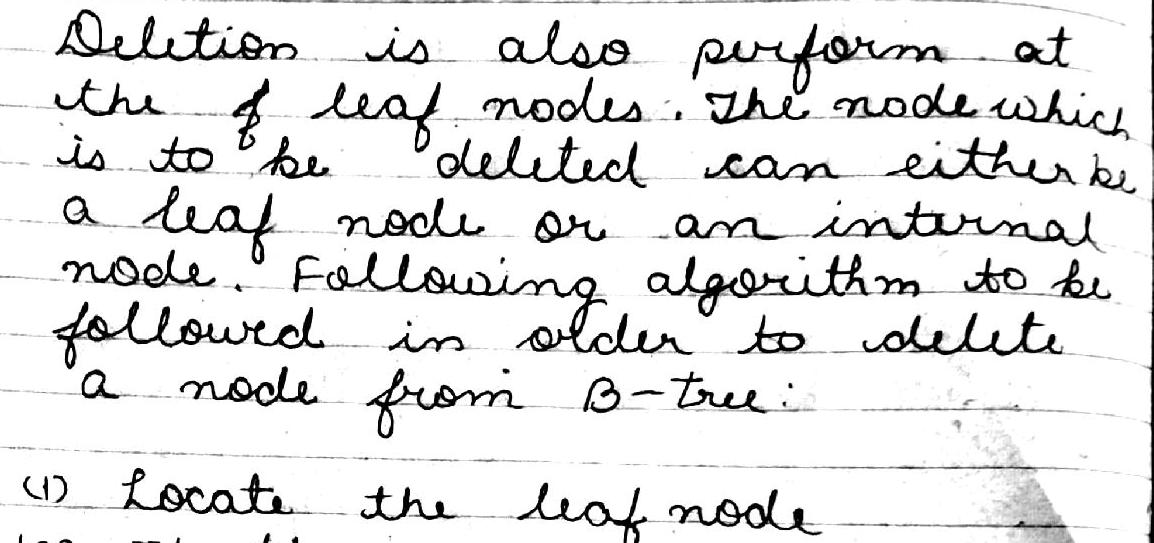 Deletion is also perform at
the leaf nodes. The node which
is to be deleted can either be
a leaf node or an internal
node. Following algorithm to be
followed in older to delete
a node from B-tree:
(1) Locate the leaf node